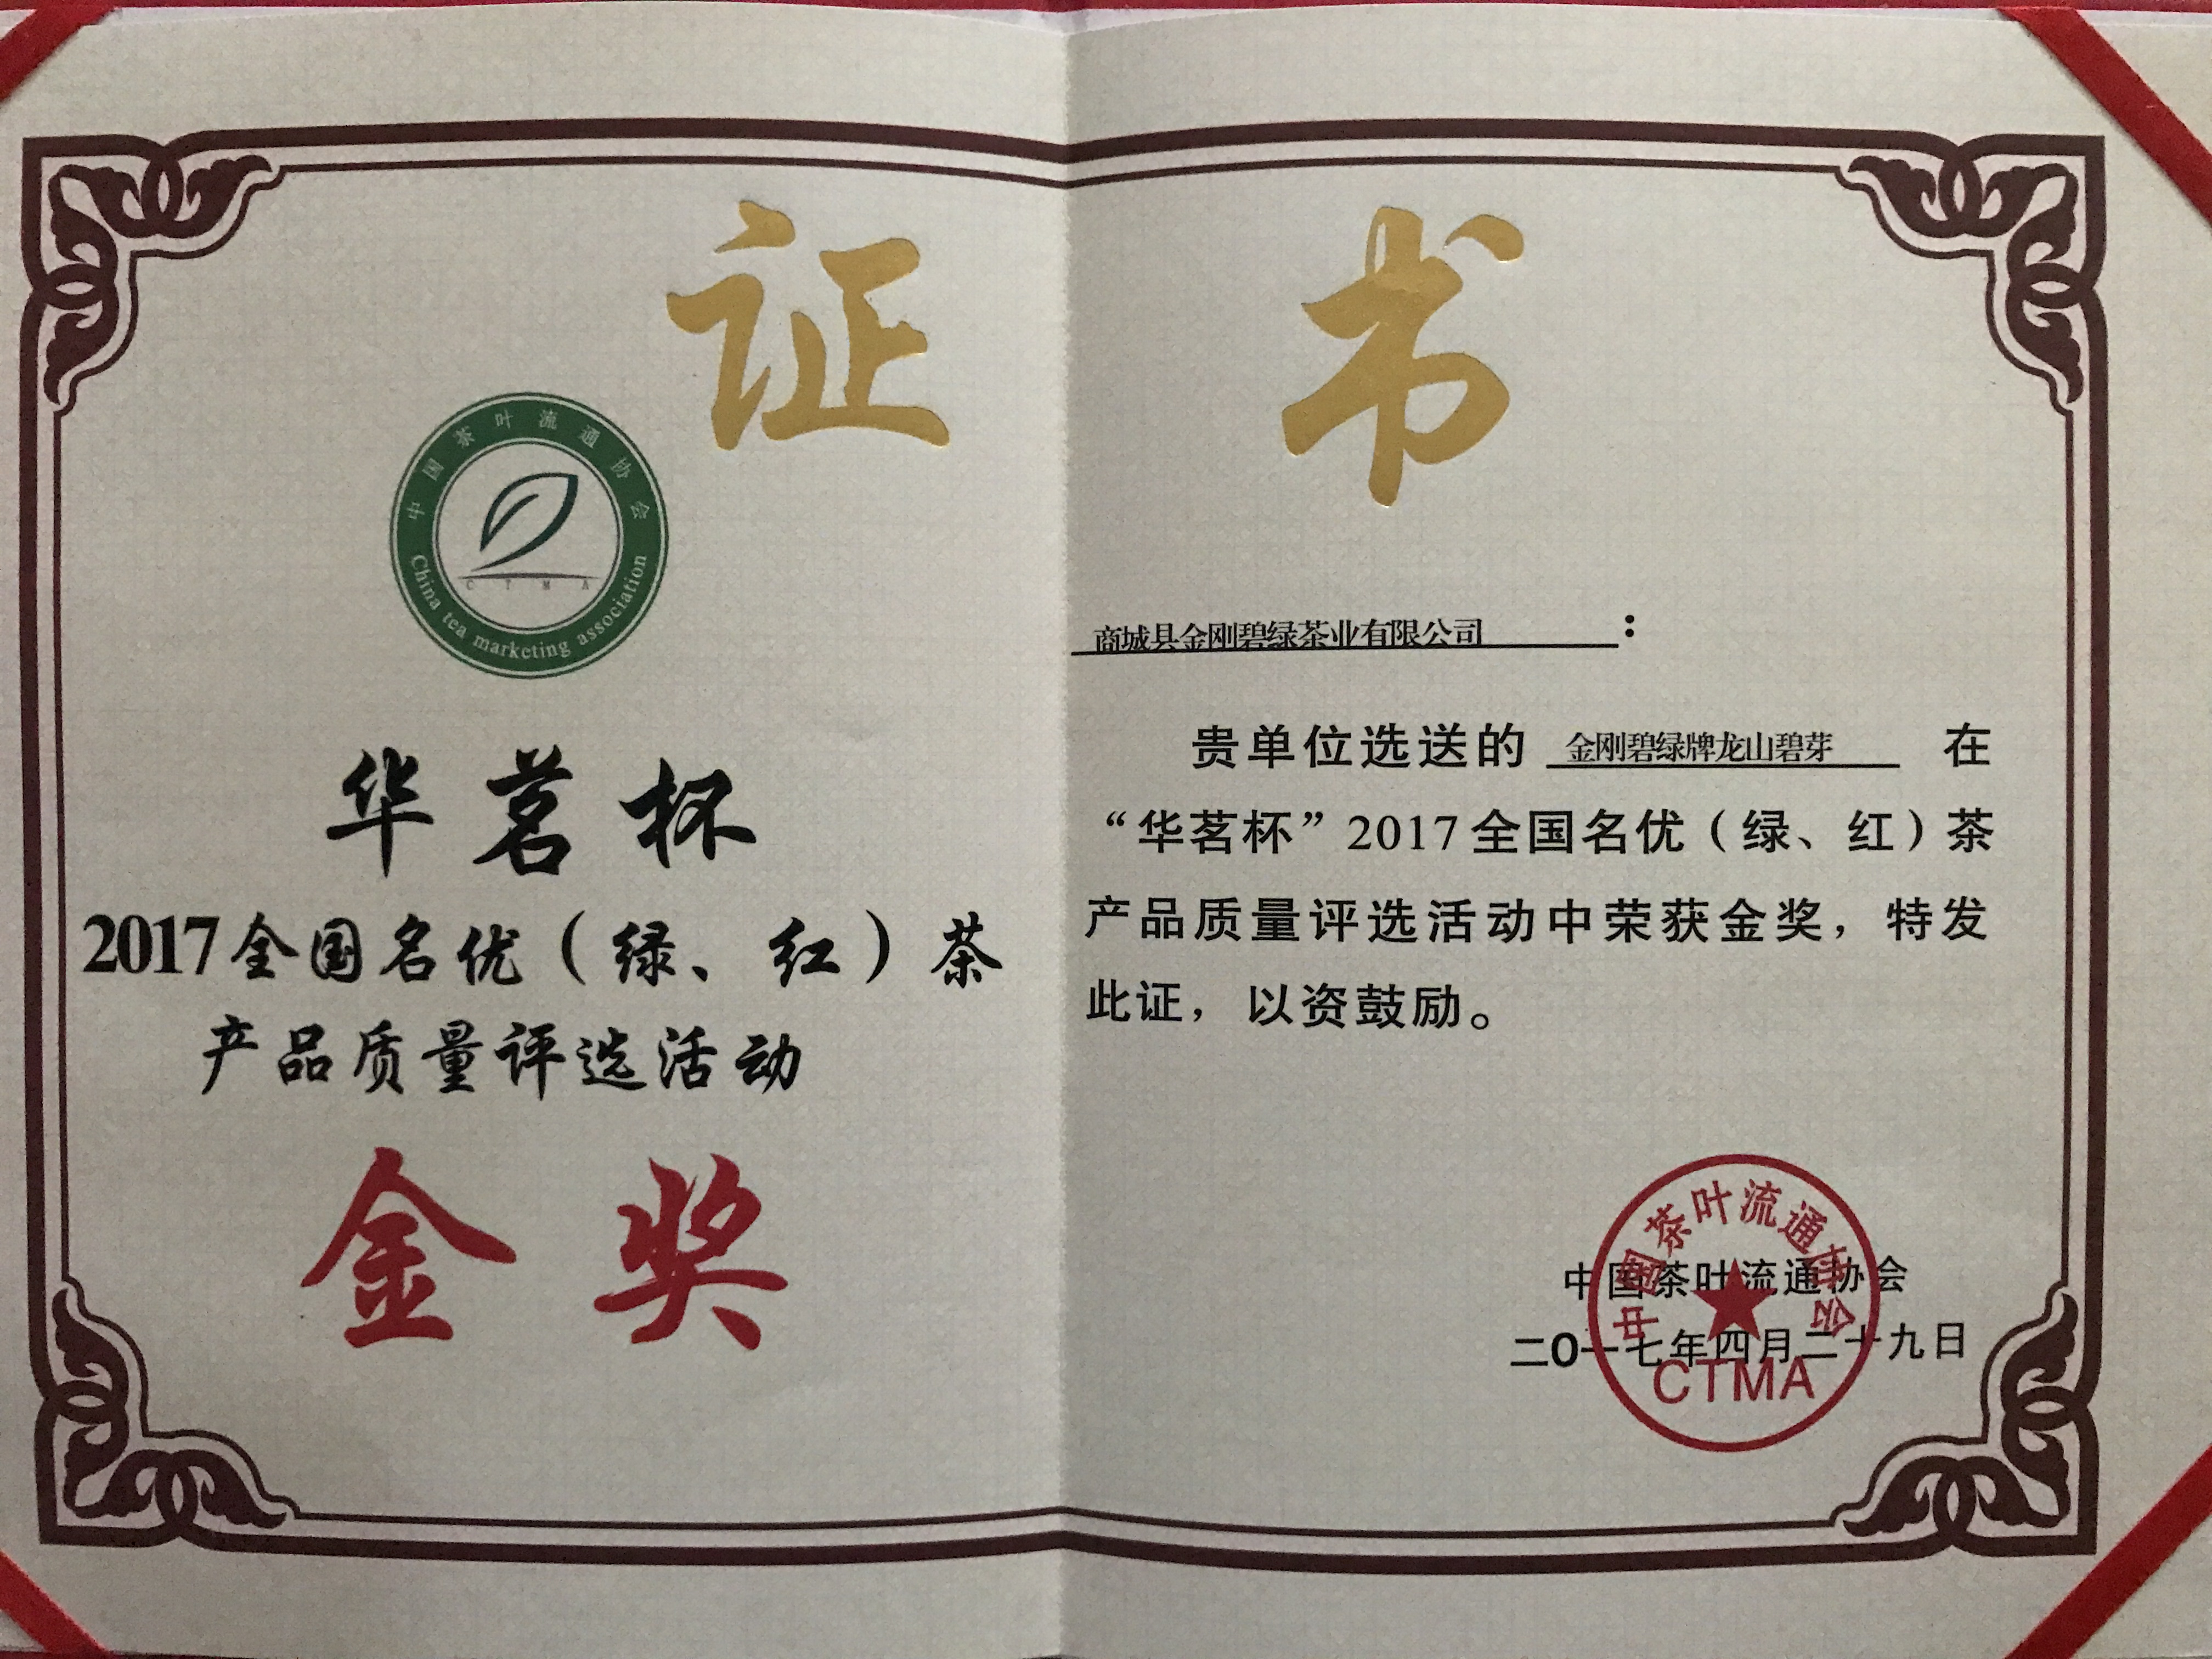 证 书
中国茶叶流通协会
CTMA
China tea marketing association
华茗杯
2017全国名优（绿、红）茶
产品质量评选活动
金奖
商城县金刚碧绿茶业有限公司：
贵单位选送的 金刚碧绿牌龙山碧芽 在
“华茗杯”2017全国名优（绿、红）茶
产品质量评选活动中荣获金奖，特发
此证，以资鼓励。
中国茶叶流通协会
二0一七年四月二十九日
中国茶叶流通协会
CTMA